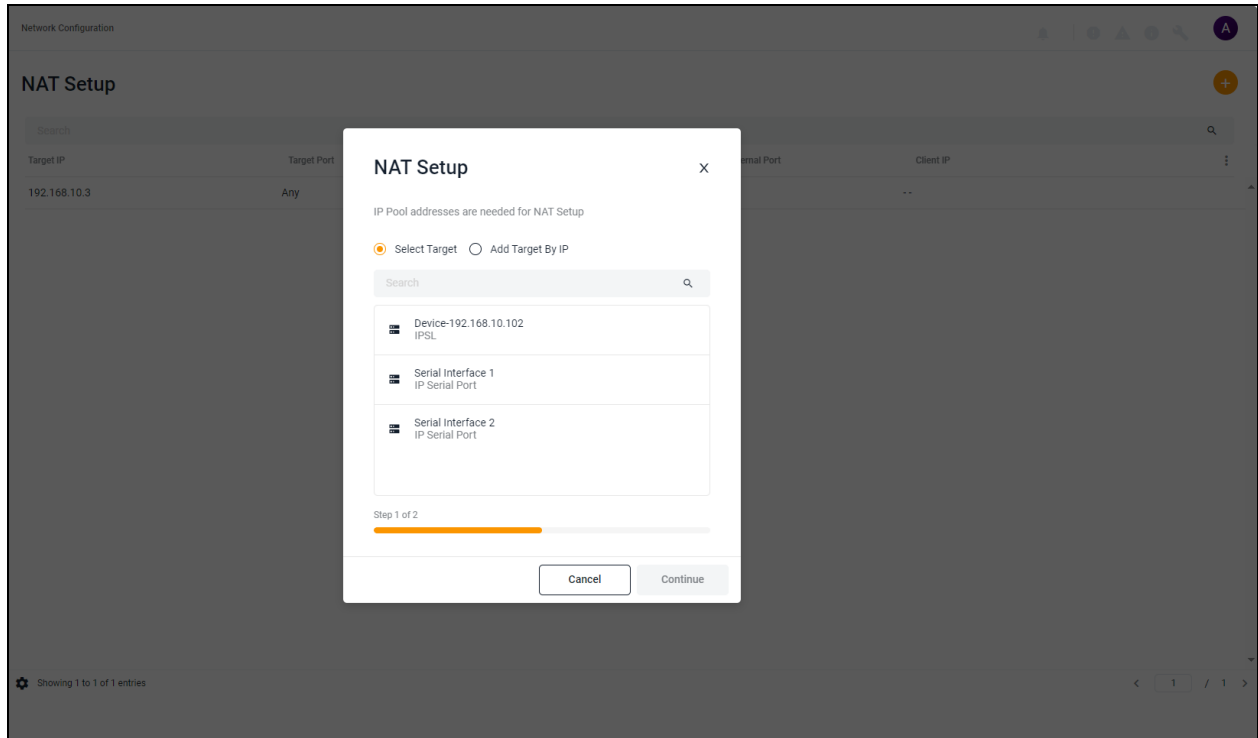 Network Configuration
A
NAT Setup
+
Search
Target IP Target Port ernal Port Client IP
192.168.10.3 Any - -
NAT Setup X
IP Pool addresses are needed for NAT Setup
Select Target Add Target By IP
Search
Device-192.168.10.102
IPSL
Serial Interface 1
IP Serial Port
Serial Interface 2
IP Serial Port
Step 1 of 2
Cancel Continue
Showing 1 to 1 of 1 entries < 1 / 1 >